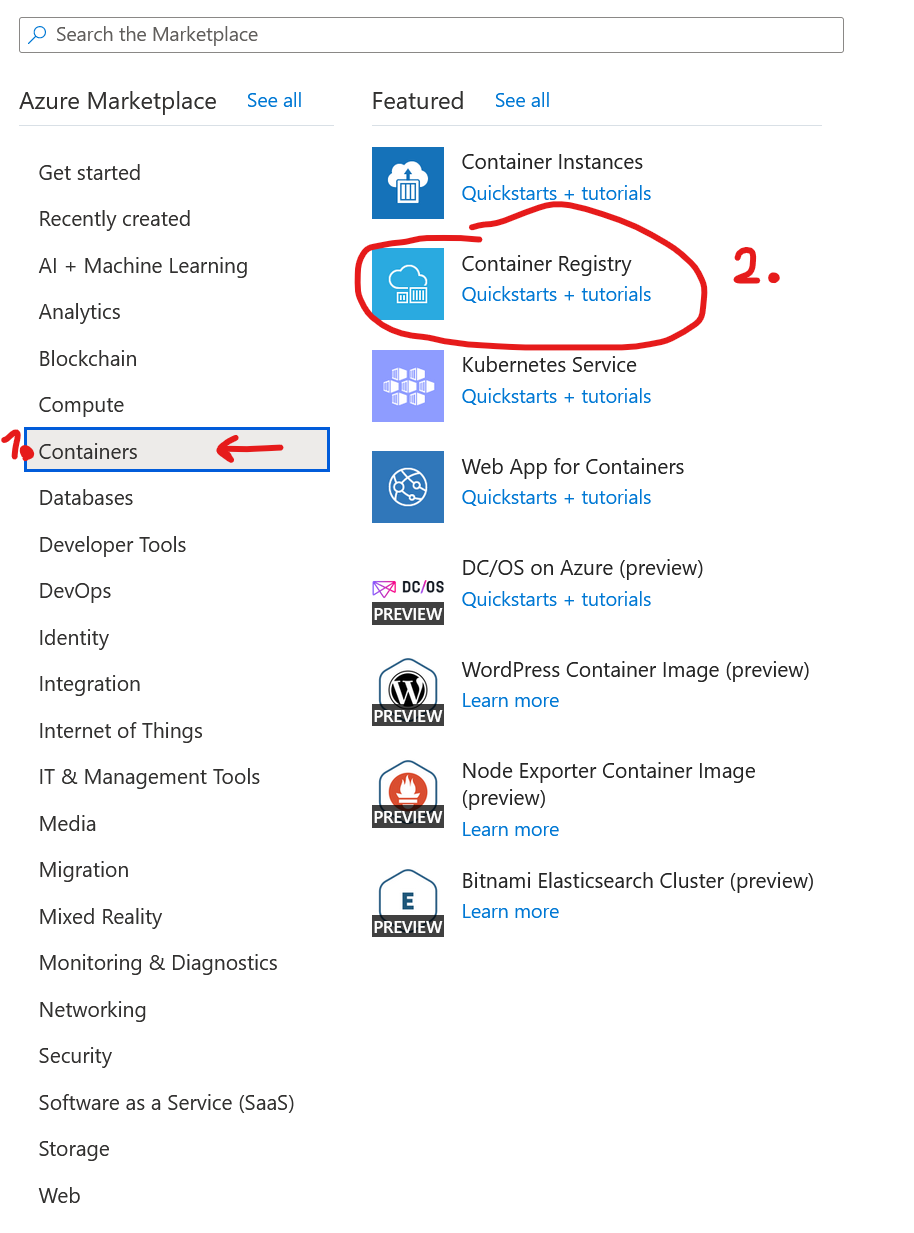 Search the Marketplace
Azure Marketplace See all
Get started
Recently created
AI + Machine Learning
Analytics
Blockchain
Compute
1. Containers
Databases
Developer Tools
DevOps
Identity
Integration
Internet of Things
IT & Management Tools
Media
Migration
Mixed Reality
Monitoring & Diagnostics
Networking
Security
Software as a Service (SaaS)
Storage
Web
Featured See all
Container Instances
Quickstarts + tutorials
Container Registry
Quickstarts + tutorials
2.
Kubernetes Service
Quickstarts + tutorials
Web App for Containers
Quickstarts + tutorials
DC/OS
PREVIEW
DC/OS on Azure (preview)
Quickstarts + tutorials
W
PREVIEW
WordPress Container Image (preview)
Learn more
PREVIEW
Node Exporter Container Image
(preview)
Learn more
E
PREVIEW
Bitnami Elasticsearch Cluster (preview)
Learn more